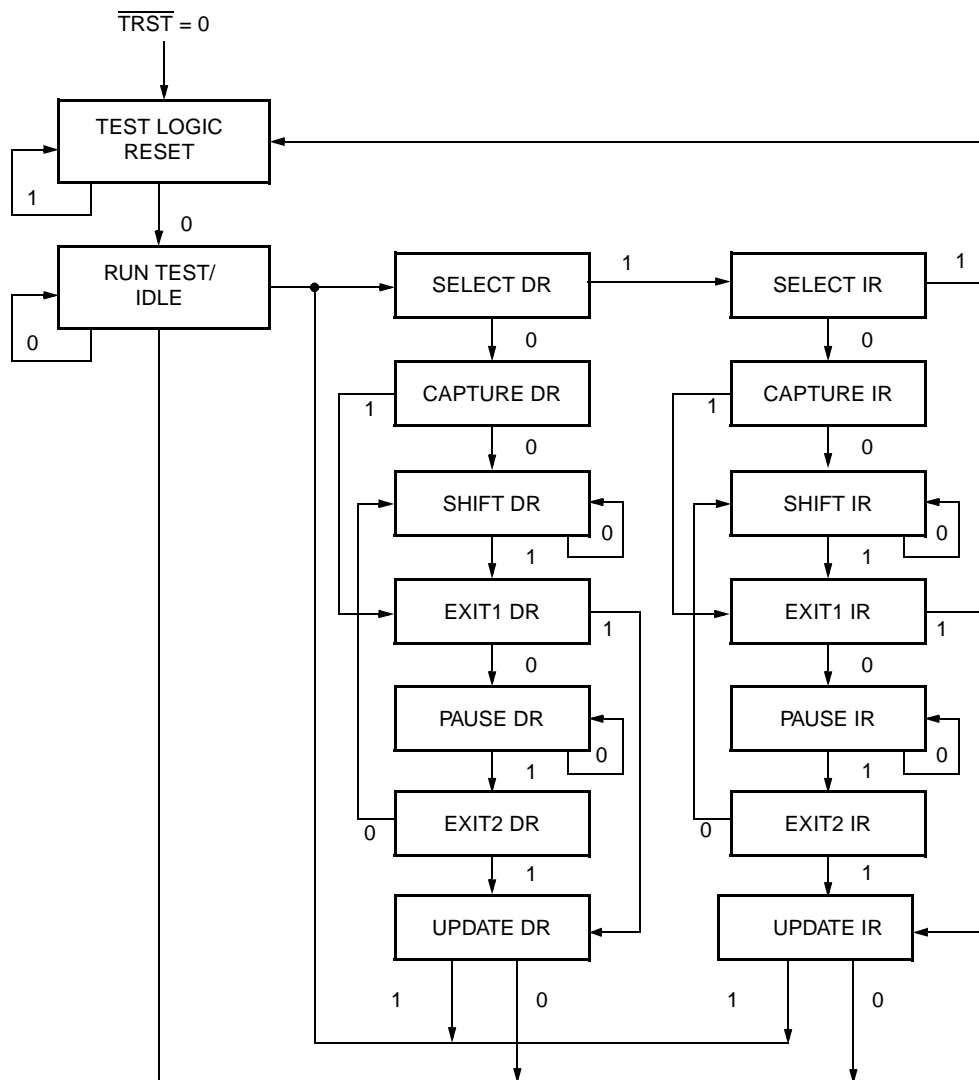 TRST = 0
TEST LOGIC
RESET
1
0
RUN TEST/
IDLE
0
SELECT DR
1
SELECT IR
1
0
0
CAPTURE DR
1
CAPTURE IR
1
0
0
SHIFT DR
0
SHIFT IR
0
1
1
EXIT1 DR
1
EXIT1 IR
1
0
0
PAUSE DR
0
PAUSE IR
0
1
1
EXIT2 DR
0
EXIT2 IR
0
1
1
UPDATE DR
UPDATE IR
1
0
1
0